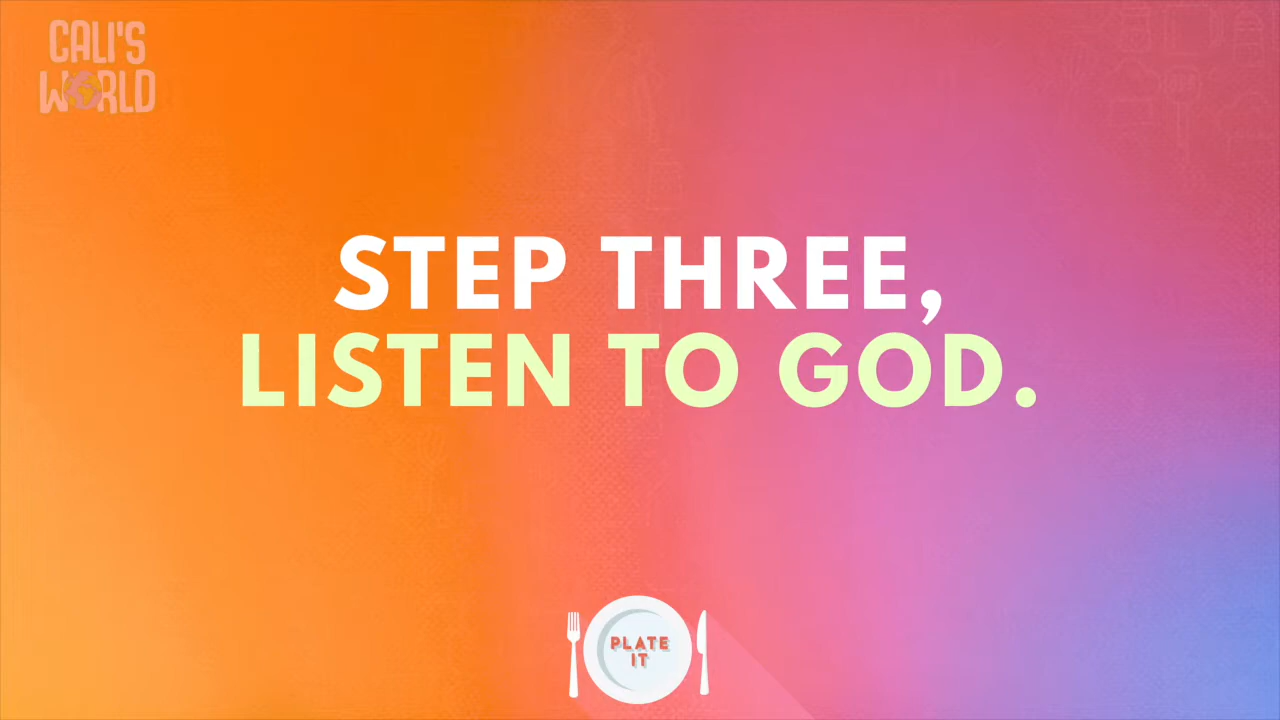 CALI'S
WORLD
STEP THREE,
LISTEN TO GOD.
PLATE
IT